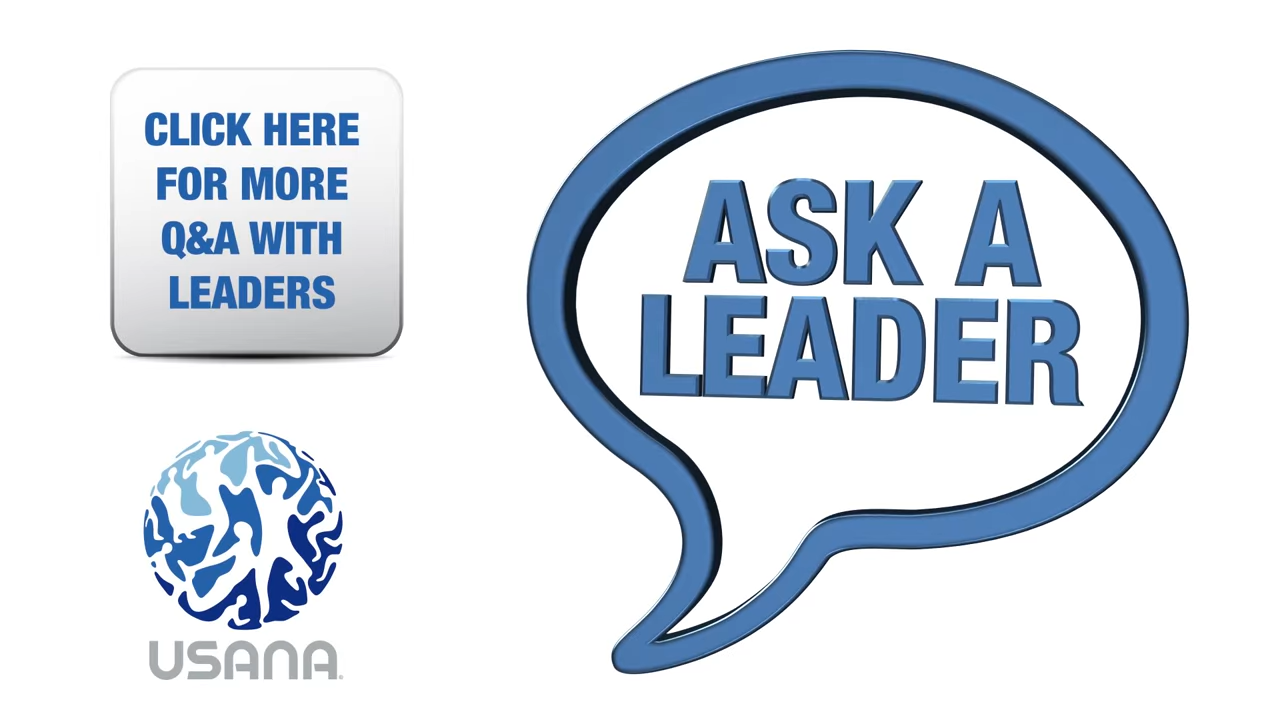 CLICK HERE
FOR MORE
Q&A WITH
LEADERS
ASK A
LEADER
USANA